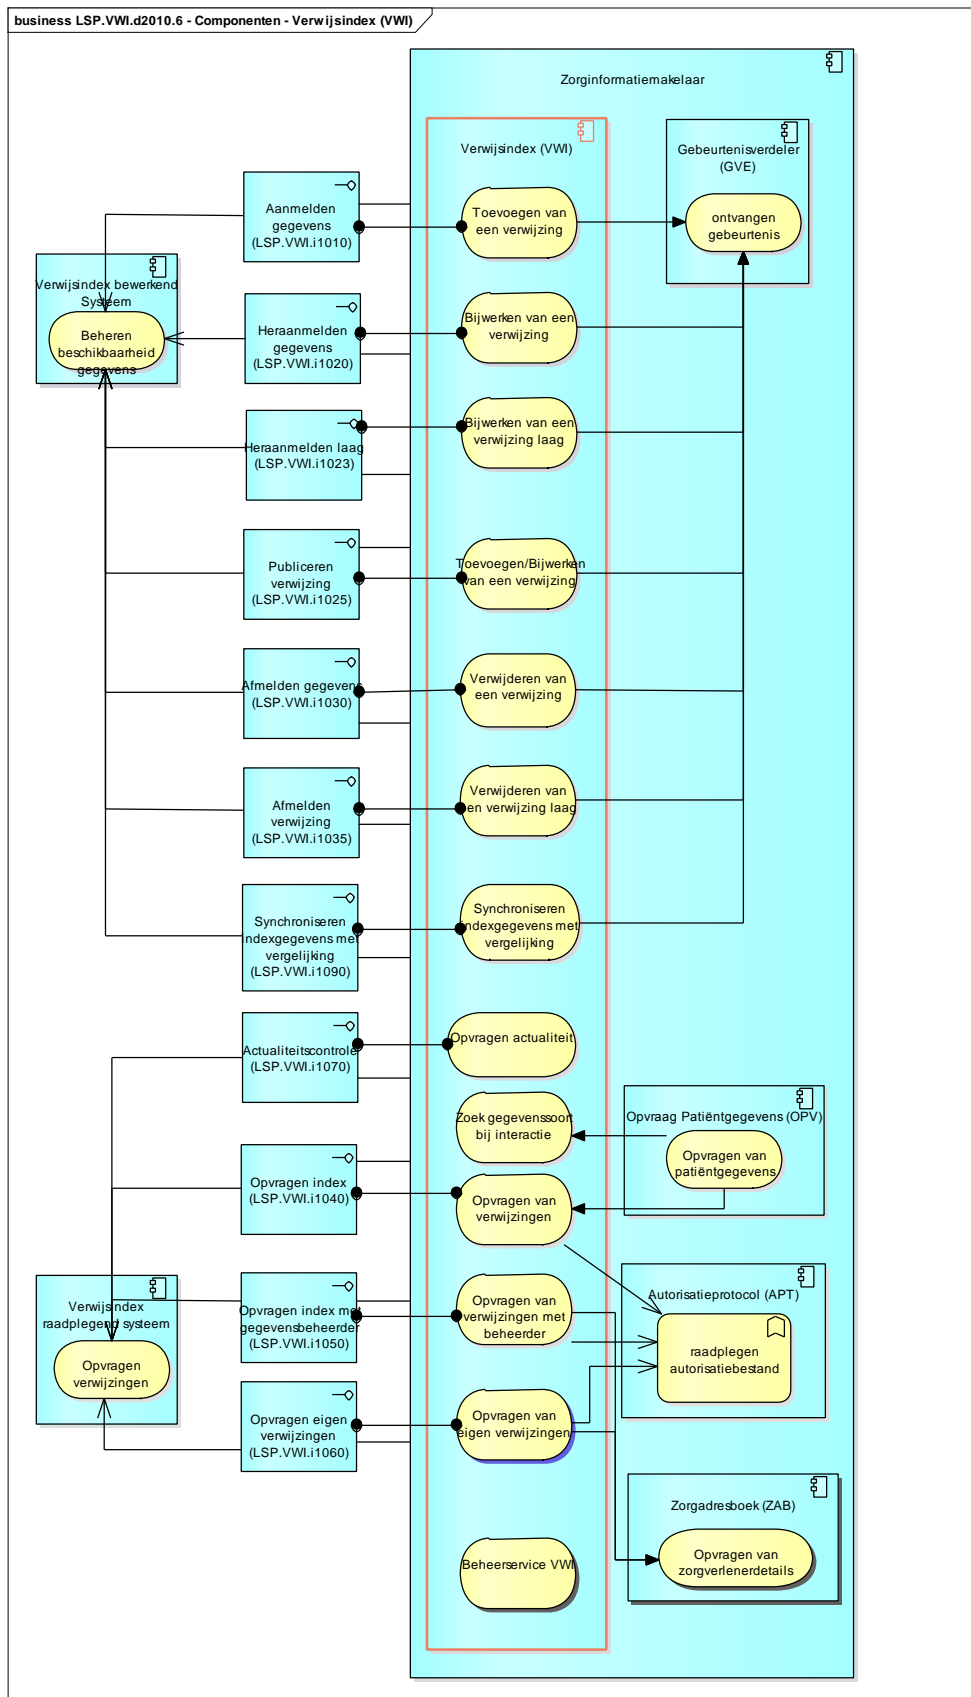 business LSP.VWI.d2010.6 - Componenten - Verwijsindex (VWI)
Zorginformatiemakelaar
Verwijsindex (VWI)
Gebeurtenisverdeler
(GVE)
ontvangen
gebeurtenis
Aanmelden
gegevens
(LSP.VWI.i1010)
Toevoegen van
een verwijzing
Verwijsindex bewerkend
Systeem
Beheren
beschikbaarheid
gegevens
Heraanmelden
gegevens
(LSP.VWI.i1020)
Bijwerken van een
verwijzing
Heraanmelden laag
(LSP.VWI.i1023)
Bijwerken van een
verwijzing laag
Publiceren
verwijzing
(LSP.VWI.i1025)
Toevoegen/Bijwerken
van een verwijzing
Afmelden gegevens
(LSP.VWI.i1030)
Verwijderen van
een verwijzing
Afmelden
verwijzing
(LSP.VWI.i1035)
Verwijderen van
een verwijzing laag
Synchroniseren
indexgegevens met
vergelijking
(LSP.VWI.i1090)
Synchroniseren
indexgegevens met
vergelijking
Actualiteitscontrole
(LSP.VWI.i1070)
Opvragen actualiteit
Zoek gegevenssoort
bij interactie
Opvraag Patiëntgegevens (OPV)
Opvragen van
patiëntgegevens
Opvragen index
(LSP.VWI.i1040)
Opvragen van
verwijzingen
Verwijsindex
raadplegend systeem
Opvragen
verwijzingen
Opvragen index met
gegevensbeheerder
(LSP.VWI.i1050)
Opvragen van
verwijzingen met
beheerder
Autorisatieprotocol (APT)
raadplegen
autorisatiebestand
Opvragen eigen
verwijzingen
(LSP.VWI.i1060)
Opvragen van
eigen verwijzingen
Zorgadresboek (ZAB)
Opvragen van
zorgverlenerdetails
Beheerservice VWI